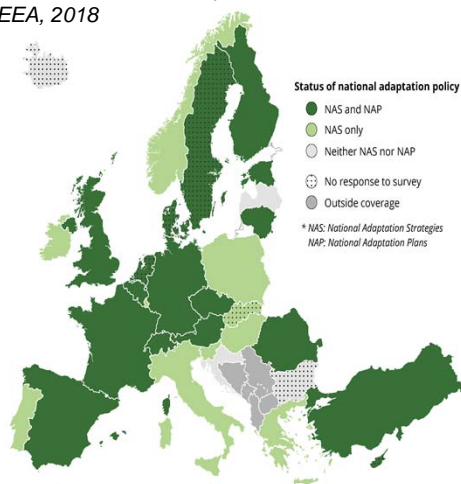 EEA, 2018
Status of national adaptation policy
NAS and NAP
NAS only
Neither NAS nor NAP
No response to survey
Outside coverage
* NAS: National Adaptation Strategies
NAP: National Adaptation Plans